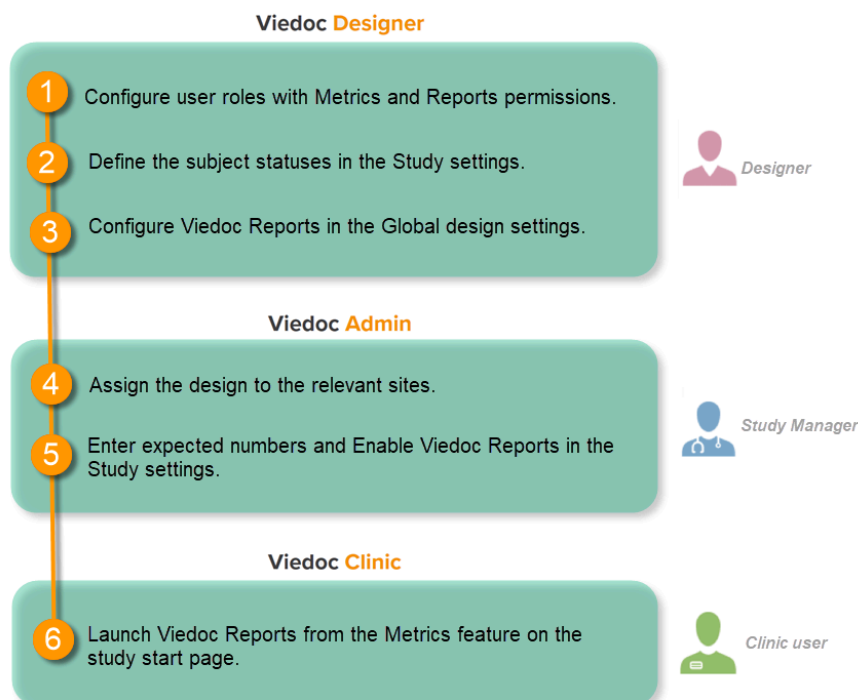 Viedoc Designer
1 Configure user roles with Metrics and Reports permissions.
2 Define the subject statuses in the Study settings.
3 Configure Viedoc Reports in the Global design settings.
Designer
Viedoc Admin
4 Assign the design to the relevant sites.
5 Enter expected numbers and Enable Viedoc Reports in the
Study settings.
Study Manager
Viedoc Clinic
6 Launch Viedoc Reports from the Metrics feature on the
study start page.
Clinic user